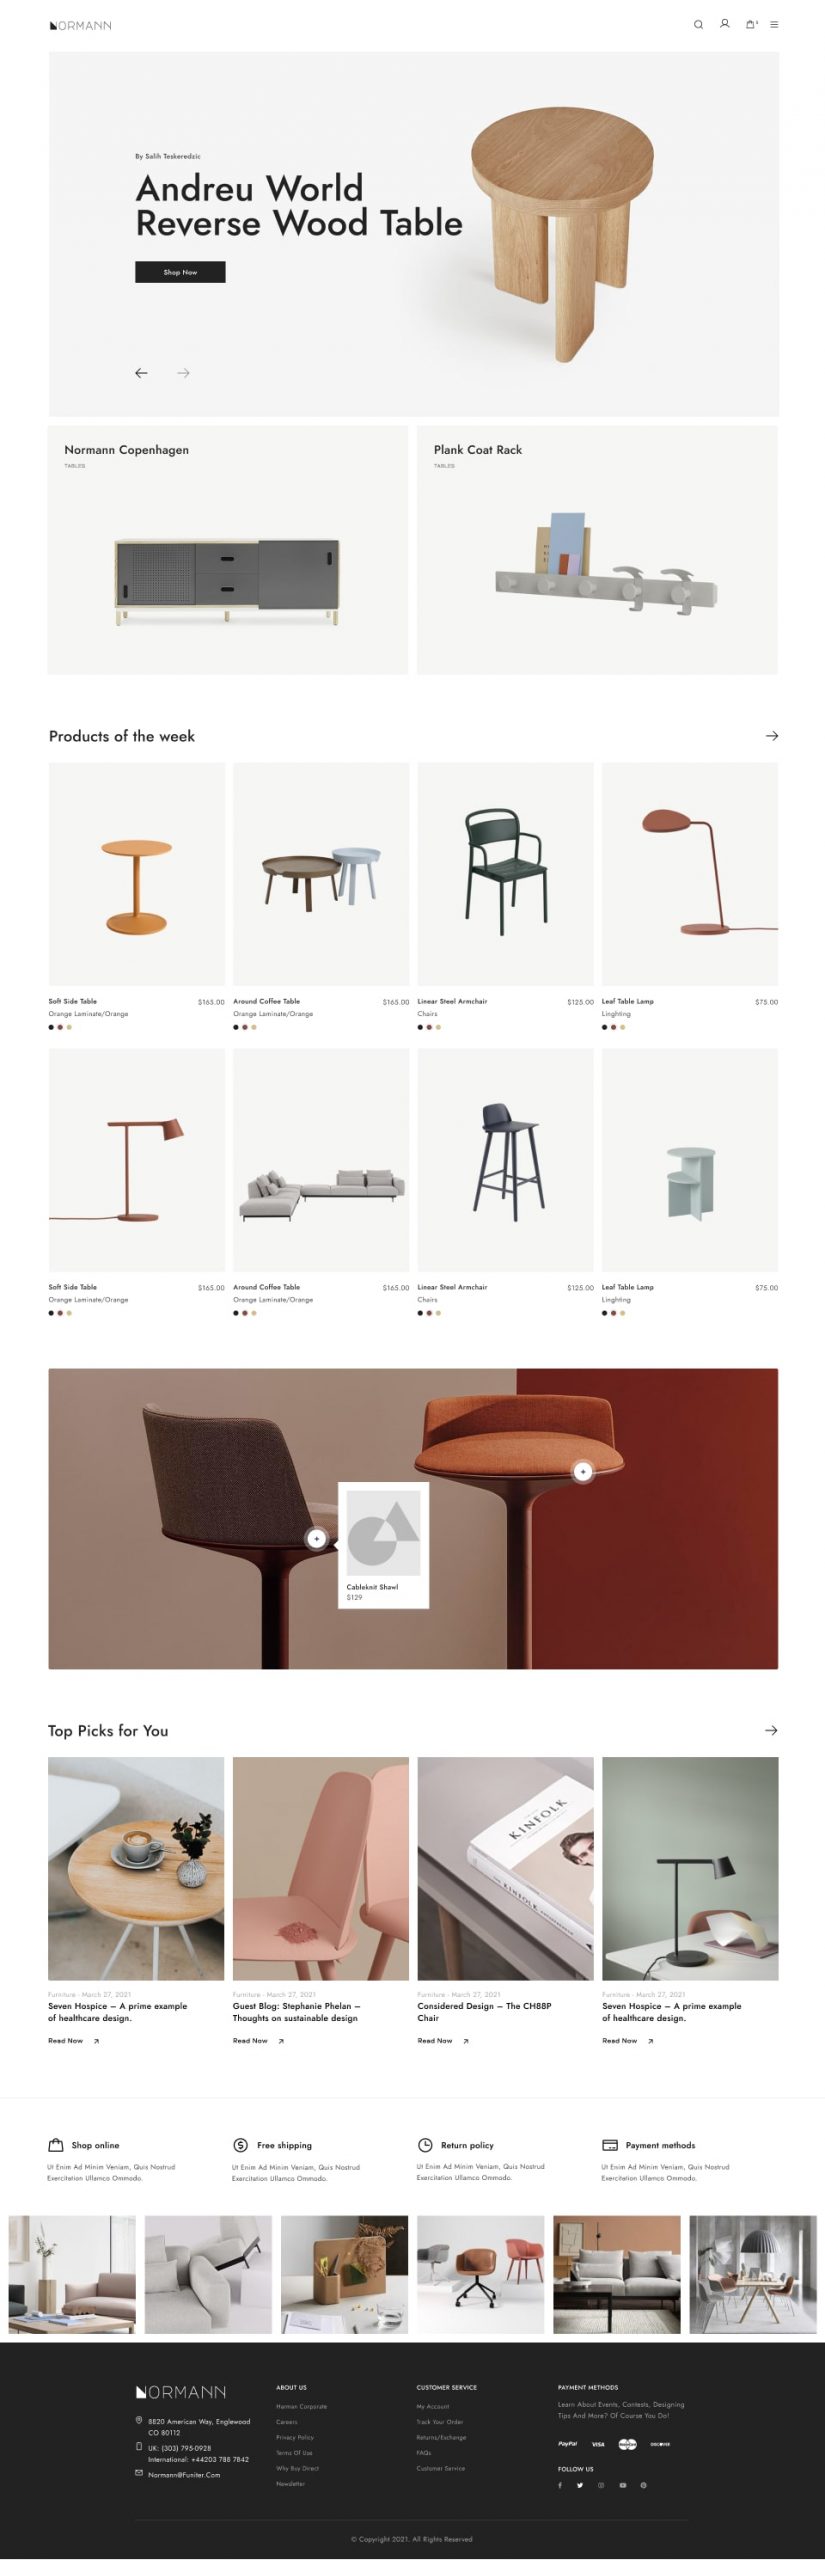 NORMANN
By Salih Teskeredzic
Andreu World
Reverse Wood Table
Shop Now
Normann Copenhagen
TABLES
Plank Coat Rack
TABLES
Products of the week
Soft Side Table $165.00
Orange Laminate/Orange
Around Coffee Table $165.00
Orange Laminate/Orange
Linear Steel Armchair $125.00
Chairs
Leaf Table Lamp $75.00
Linghting
Soft Side Table $165.00
Orange Laminate/Orange
Around Coffee Table $165.00
Orange Laminate/Orange
Linear Steel Armchair $125.00
Chairs
Leaf Table Lamp $75.00
Linghting
Cableknit Shawl
$129
Top Picks for You
KINFOLK
KINFOLK
Furniture - March 27, 2021
Seven Hospice – A prime example
of healthcare design.
Read Now
Furniture - March 27, 2021
Guest Blog: Stephanie Phelan –
Thoughts on sustainable design
Read Now
Furniture - March 27, 2021
Considered Design – The CH88P
Chair
Read Now
Furniture - March 27, 2021
Seven Hospice – A prime example
of healthcare design.
Read Now
Shop online
Ut Enim Ad Minim Veniam, Quis Nostrud
Exercitation Ullamco Ommodo.
Free shipping
Ut Enim Ad Minim Veniam, Quis Nostrud
Exercitation Ullamco Ommodo.
Return policy
Ut Enim Ad Minim Veniam, Quis Nostrud
Exercitation Ullamco Ommodo.
Payment methods
Ut Enim Ad Minim Veniam, Quis Nostrud
Exercitation Ullamco Ommodo.
NORMANN
8820 American Way, Englewood
CO 80112
UK: (303) 795-0928
International: +44203 788 7842
Normann@Funiter.Com
ABOUT US
Herman Corporate
Careers
Privacy Policy
Terms Of Use
Why Buy Direct
Newsletter
CUSTOMER SERVICE
My Account
Track Your Order
Returns/Exchange
FAQs
Customer Service
PAYMENT METHODS
Learn About Events, Contests, Designing
Tips And More? Of Course You Do!
PayPal VISA MasterCard DISCOVER
FOLLOW US
© Copyright 2021. All Rights Reserved